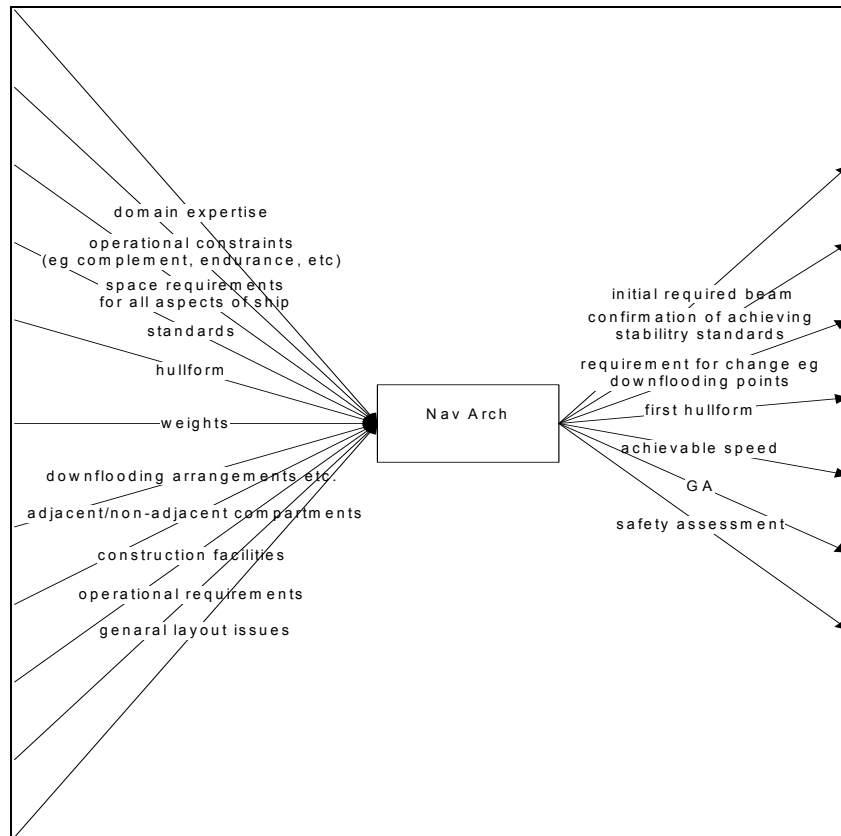 domain expertise
operational constraints
(eg complement, endurance, etc)
space requirements
for all aspects of ship
standards
hullform
weights
downflooding arrangements etc.
adjacent/non-adjacent compartments
construction facilities
operational requirements
genaral layout issues
Nav Arch
initial required beam
confirmation of achieving
stabilitry standards
requirement for change eg
downflooding points
first hullform
achievable speed
GA
safety assessment